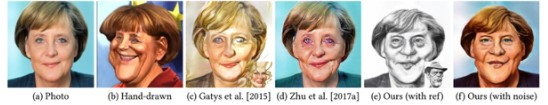 (a) Photo (b) Hand-drawn (c) Gatys et al. [2015] (d) Zhu et al. [2017a] (e) Ours (with ref) (f) Ours (with noise)